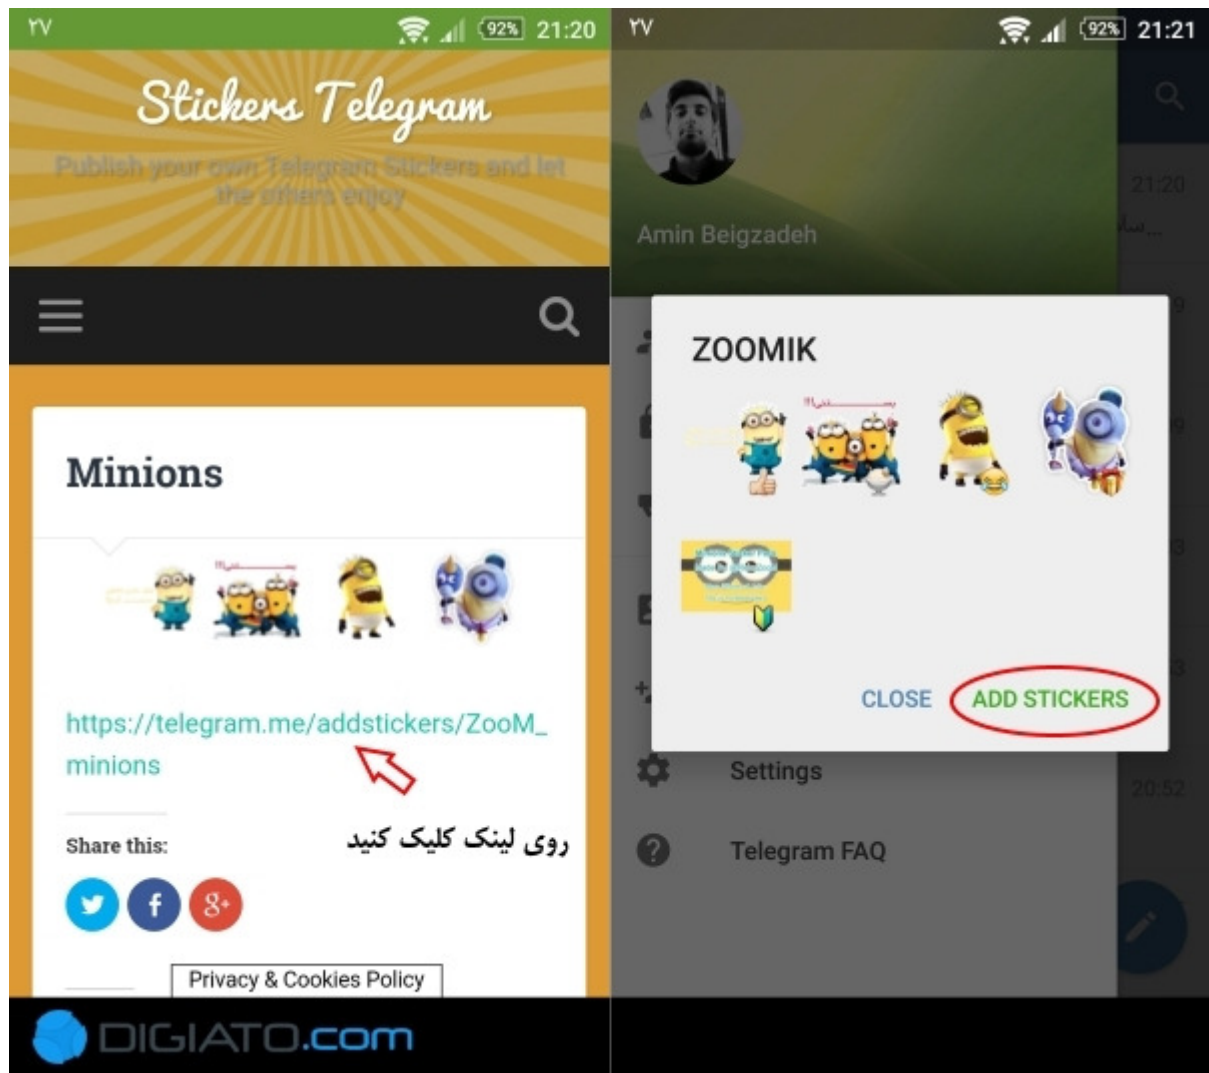 ۲۷ 92% 21:20
Stickers Telegram
Publish your own Telegram Stickers and let
the others enjoy
Minions
https://telegram.me/addstickers/ZooM_
minions
روی لینک کلیک کنید
Share this:
Privacy & Cookies Policy
DIGIATO.com
۲۷ 92% 21:21
21:20
Amin Beigzadeh
ZOOMIK
CLOSE
ADD STICKERS
Settings
20:52
Telegram FAQ